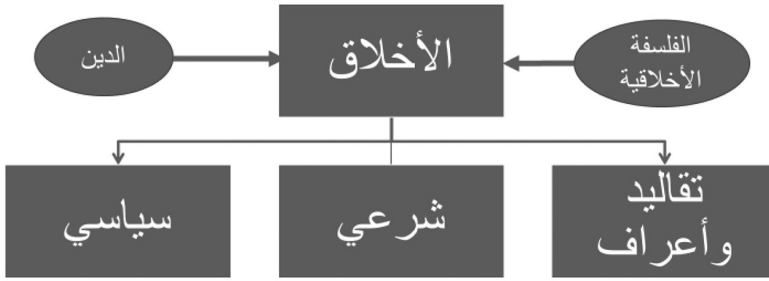 الفلسفة
الأخلاقية
الأخلاق
الدين
تقاليد
وأعراف
شرعي
سياسي